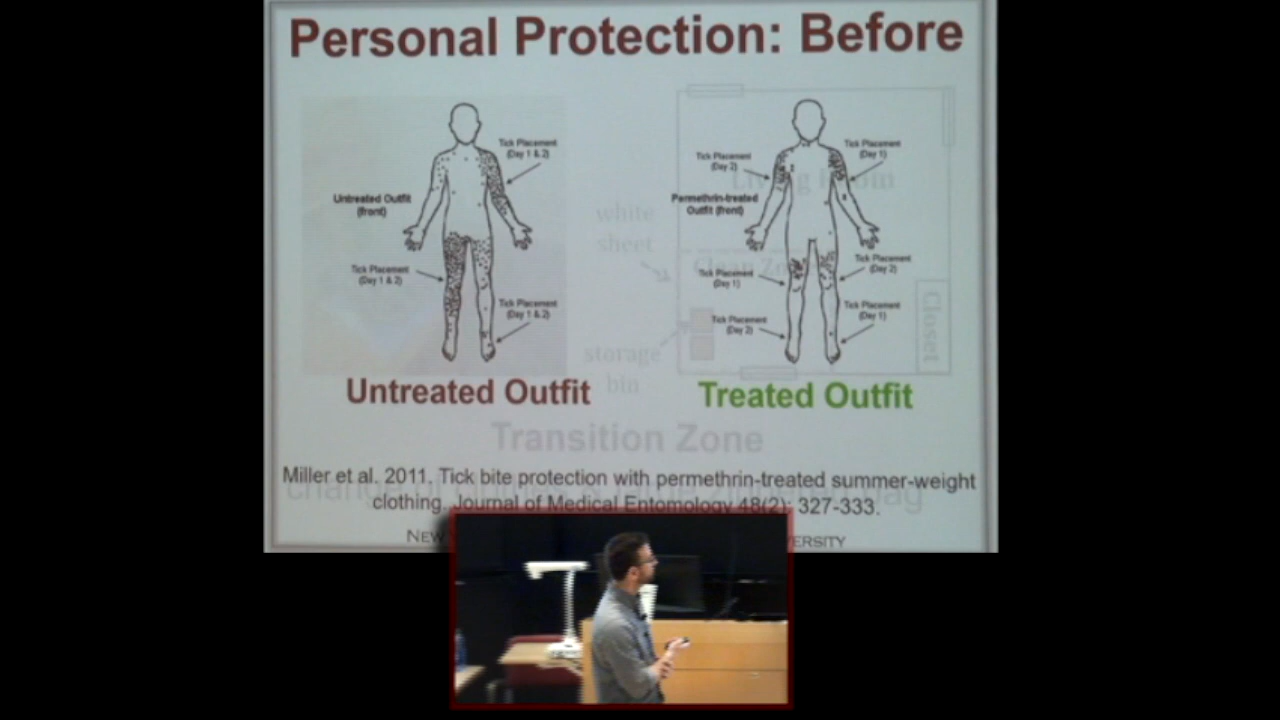 Personal Protection: Before
Tick Placement
(Day 1 & 2)
Untreated Outfit
(front)
Tick Placement
(Day 1 & 2)
Tick Placement
(Day 1 & 2)
Untreated Outfit
white
sheet
storage
bin
Tick Placement
(Day 2)
Tick Placement
(Day 1)
Living Room
Permethrin-treated
Outfit (front)
Clean Zone
Tick Placement
(Day 1)
Tick Placement
(Day 2)
Tick Placement
(Day 2)
Tick Placement
(Day 1)
Closet
Treated Outfit
Transition Zone
Miller et al. 2011. Tick bite protection with permethrin-treated summer-weight
clothing. Journal of Medical Entomology 48(2): 327-333.
change
bag
NEW
VERSITY